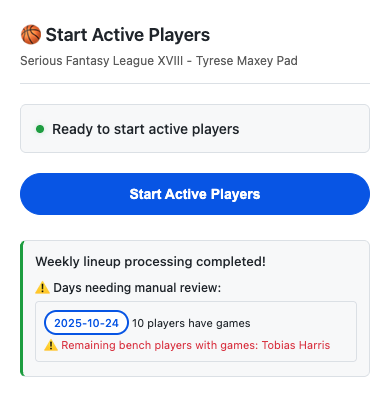 🏀 Start Active Players
Serious Fantasy League XVIII - Tyrese Maxey Pad
Ready to start active players
Start Active Players
Weekly lineup processing completed!
⚠️ Days needing manual review:
2025-10-24 10 players have games
⚠️ Remaining bench players with games: Tobias Harris